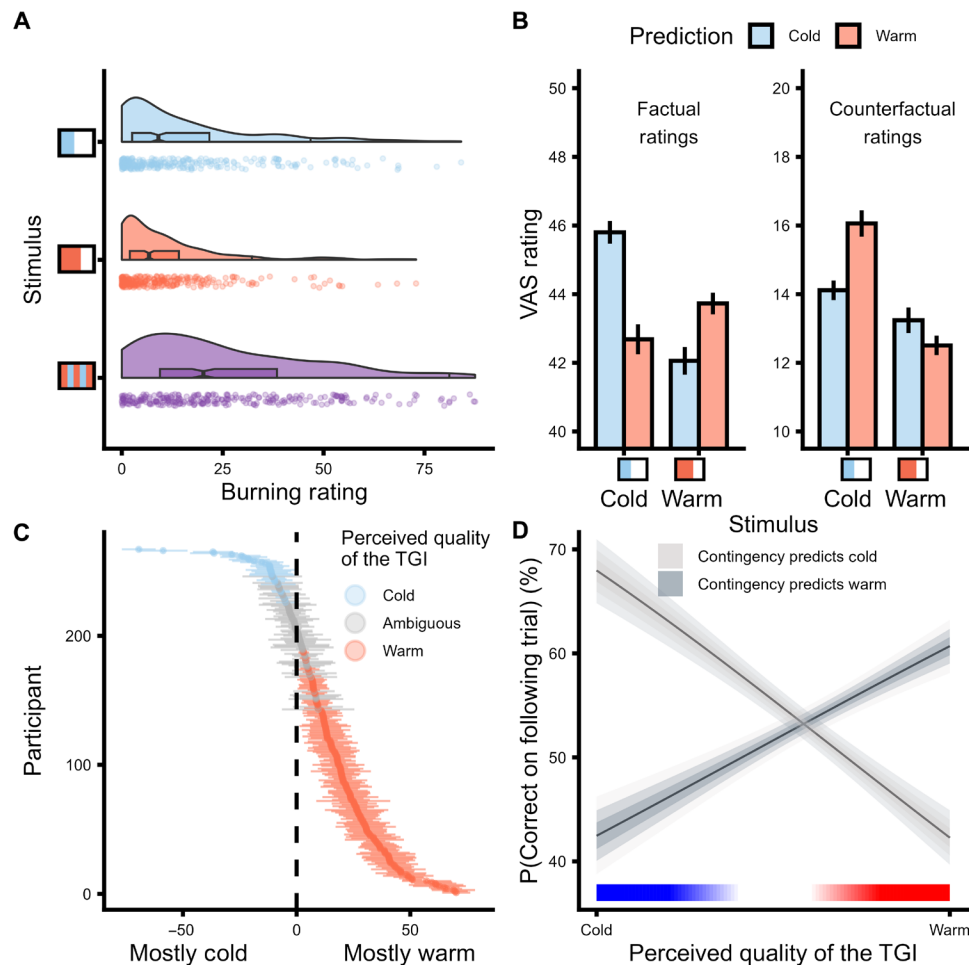 A
Stimulus
0
25
50
75
Burning rating
B
Prediction
Cold
Warm
VAS rating
50
48
46
44
42
40
Factual
ratings
20
18
16
14
12
10
Counterfactual
ratings
Cold
Warm
Cold
Warm
Stimulus
C
Participant
200
100
0
Perceived quality
of the TGI
Cold
Ambiguous
Warm
−50
0
50
Mostly cold
Mostly warm
D
P(Correct on following trial) (%)
70
60
50
40
Contingency predicts cold
Contingency predicts warm
Cold
Warm
Perceived quality of the TGI